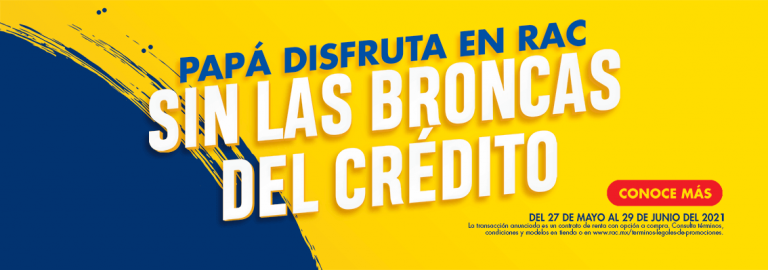 PAPÁ DISFRUTA EN RAC
SIN LAS BRONCAS
DEL CRÉDITO
CONOCE MÁS
DEL 27 DE MAYO AL 29 DE JUNIO DEL 2021
La transacción anunciada es un contrato de renta con opción a compra. Consulta términos,
condiciones y modelos en tienda o en www.rac.mx/terminos-legales-de-promociones.